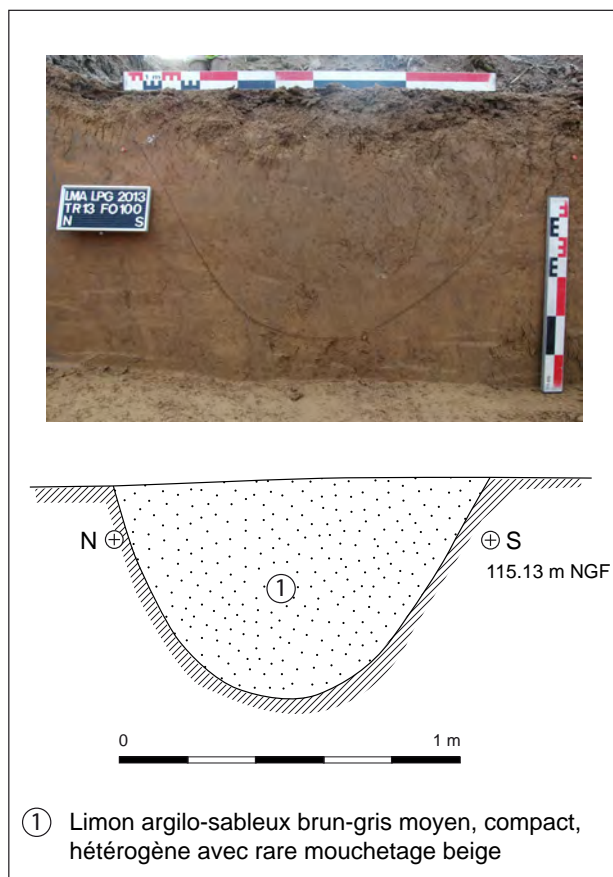 1 m
LMA LPG 2013
TR13 FO100
N S
N
S
115.13 m NGF
1
0 1 m
1 Limon argilo-sableux brun-gris moyen, compact,
hétérogène avec rare mouchetage beige